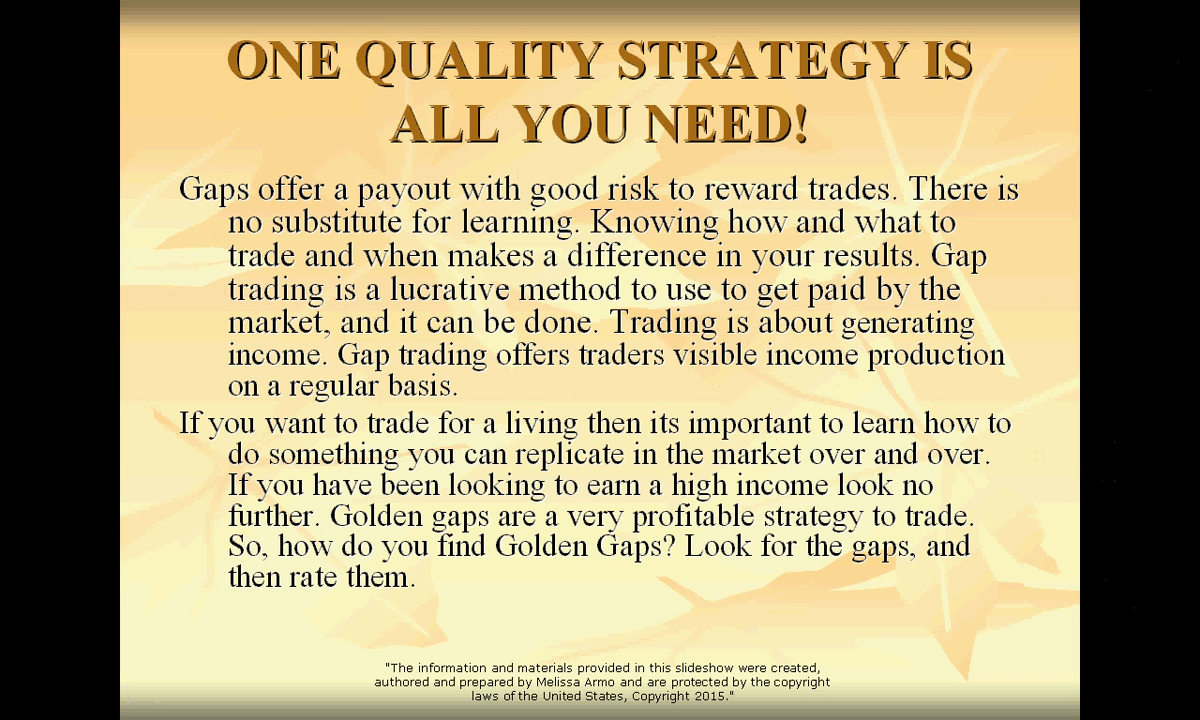 ONE QUALITY STRATEGY IS
ALL YOU NEED!
Gaps offer a payout with good risk to reward trades. There is
no substitute for learning. Knowing how and what to
trade and when makes a difference in your results. Gap
trading is a lucrative method to use to get paid by the
market, and it can be done. Trading is about generating
income. Gap trading offers traders visible income production
on a regular basis.
If you want to trade for a living then its important to learn how to
do something you can replicate in the market over and over.
If you have been looking to earn a high income look no
further. Golden gaps are a very profitable strategy to trade.
So, how do you find Golden Gaps? Look for the gaps, and
then rate them.
"The information and materials provided in this slideshow were created,
authored and prepared by Melissa Armo and are protected by the copyright
laws of the United States, Copyright 2015."